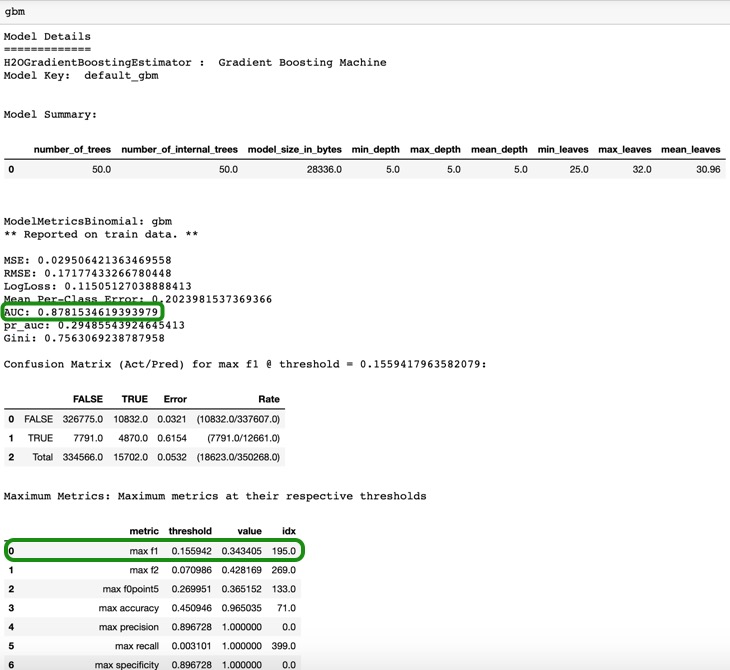 gbm
Model Details
=============
H2OGradientBoostingEstimator :  Gradient Boosting Machine
Model Key:  default_gbm
Model Summary:
number_of_trees number_of_internal_trees model_size_in_bytes min_depth max_depth mean_depth min_leaves max_leaves mean_leaves
0 50.0 50.0 28336.0 5.0 5.0 5.0 25.0 32.0 30.96
ModelMetricsBinomial: gbm
** Reported on train data. **
MSE: 0.029506421363469558
RMSE: 0.17177433266780448
LogLoss: 0.11505127038888413
Mean Per-Class Error: 0.2023981537369366
AUC: 0.8781534619393979
pr_auc: 0.29485543924645413
Gini: 0.7563069238787958
Confusion Matrix (Act/Pred) for max f1 @ threshold = 0.1559417963582079:
FALSE TRUE Error Rate
0 FALSE 326775.0 10832.0 0.0321 (10832.0/337607.0)
1 TRUE 7791.0 4870.0 0.6154 (7791.0/12661.0)
2 Total 334566.0 15702.0 0.0532 (18623.0/350268.0)
Maximum Metrics: Maximum metrics at their respective thresholds
metric threshold value idx
0 max f1 0.155942 0.343405 195.0
1 max f2 0.070986 0.428169 269.0
2 max f0point5 0.269951 0.365152 133.0
3 max accuracy 0.450946 0.965035 71.0
4 max precision 0.896728 1.000000 0.0
5 max recall 0.003101 1.000000 399.0
6 max specificity 0.896728 1.000000 0.0